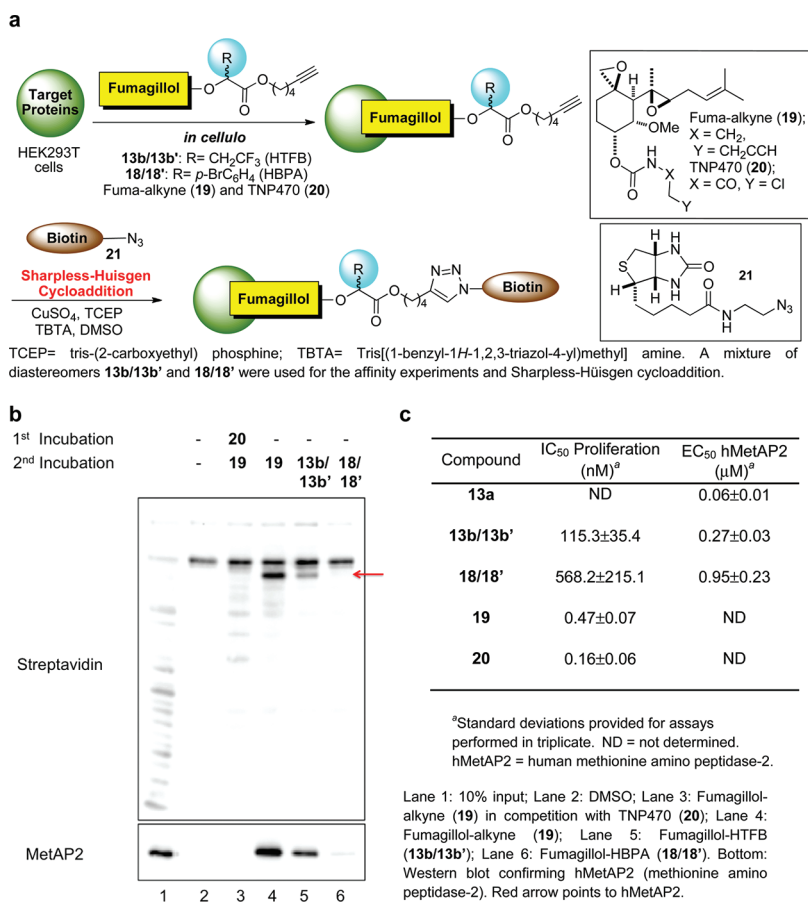 a
Target
Proteins
HEK293T
cells
Fumagillol
R
O
O
O
4
in cellulo
13b/13b': R= CH2CF3 (HTFB)
18/18': R= p-BrC6H4 (HBPA)
Fuma-alkyne (19) and TNP470 (20)
Fumagillol
R
O
O
O
4
O
H
O
OMe
O
O
H
N
X
Y
Fuma-alkyne (19);
X = CH2,
Y = CH2CCH
TNP470 (20);
X = CO, Y = Cl
Biotin
N3
21
Sharpless-Huisgen
Cycloaddition
CuSO4, TCEP
TBTA, DMSO
Fumagillol
R
O
O
O
4
N=N
N
Biotin
H
H
N
S
O
N
H
H
H
21
O
N
H
N3
TCEP= tris-(2-carboxyethyl) phosphine; TBTA= Tris[(1-benzyl-1H-1,2,3-triazol-4-yl)methyl] amine. A mixture of
diastereomers 13b/13b' and 18/18' were used for the affinity experiments and Sharpless-Hüisgen cycloaddition.
b
1st Incubation - 20 - - -
2nd Incubation - 19 19 13b/ 18/
13b' 18'
Streptavidin
MetAP2
1 2 3 4 5 6
c
Compound IC50 Proliferation (nM)a EC50 hMetAP2 (μM)a
13a ND 0.06±0.01
13b/13b' 115.3±35.4 0.27±0.03
18/18' 568.2±215.1 0.95±0.23
19 0.47±0.07 ND
20 0.16±0.06 ND
aStandard deviations provided for assays
performed in triplicate. ND = not determined.
hMetAP2 = human methionine amino peptidase-2.
Lane 1: 10% input; Lane 2: DMSO; Lane 3: Fumagillol-
alkyne (19) in competition with TNP470 (20); Lane 4:
Fumagillol-alkyne (19); Lane 5: Fumagillol-HTFB
(13b/13b'); Lane 6: Fumagillol-HBPA (18/18'). Bottom:
Western blot confirming hMetAP2 (methionine amino
peptidase-2). Red arrow points to hMetAP2.